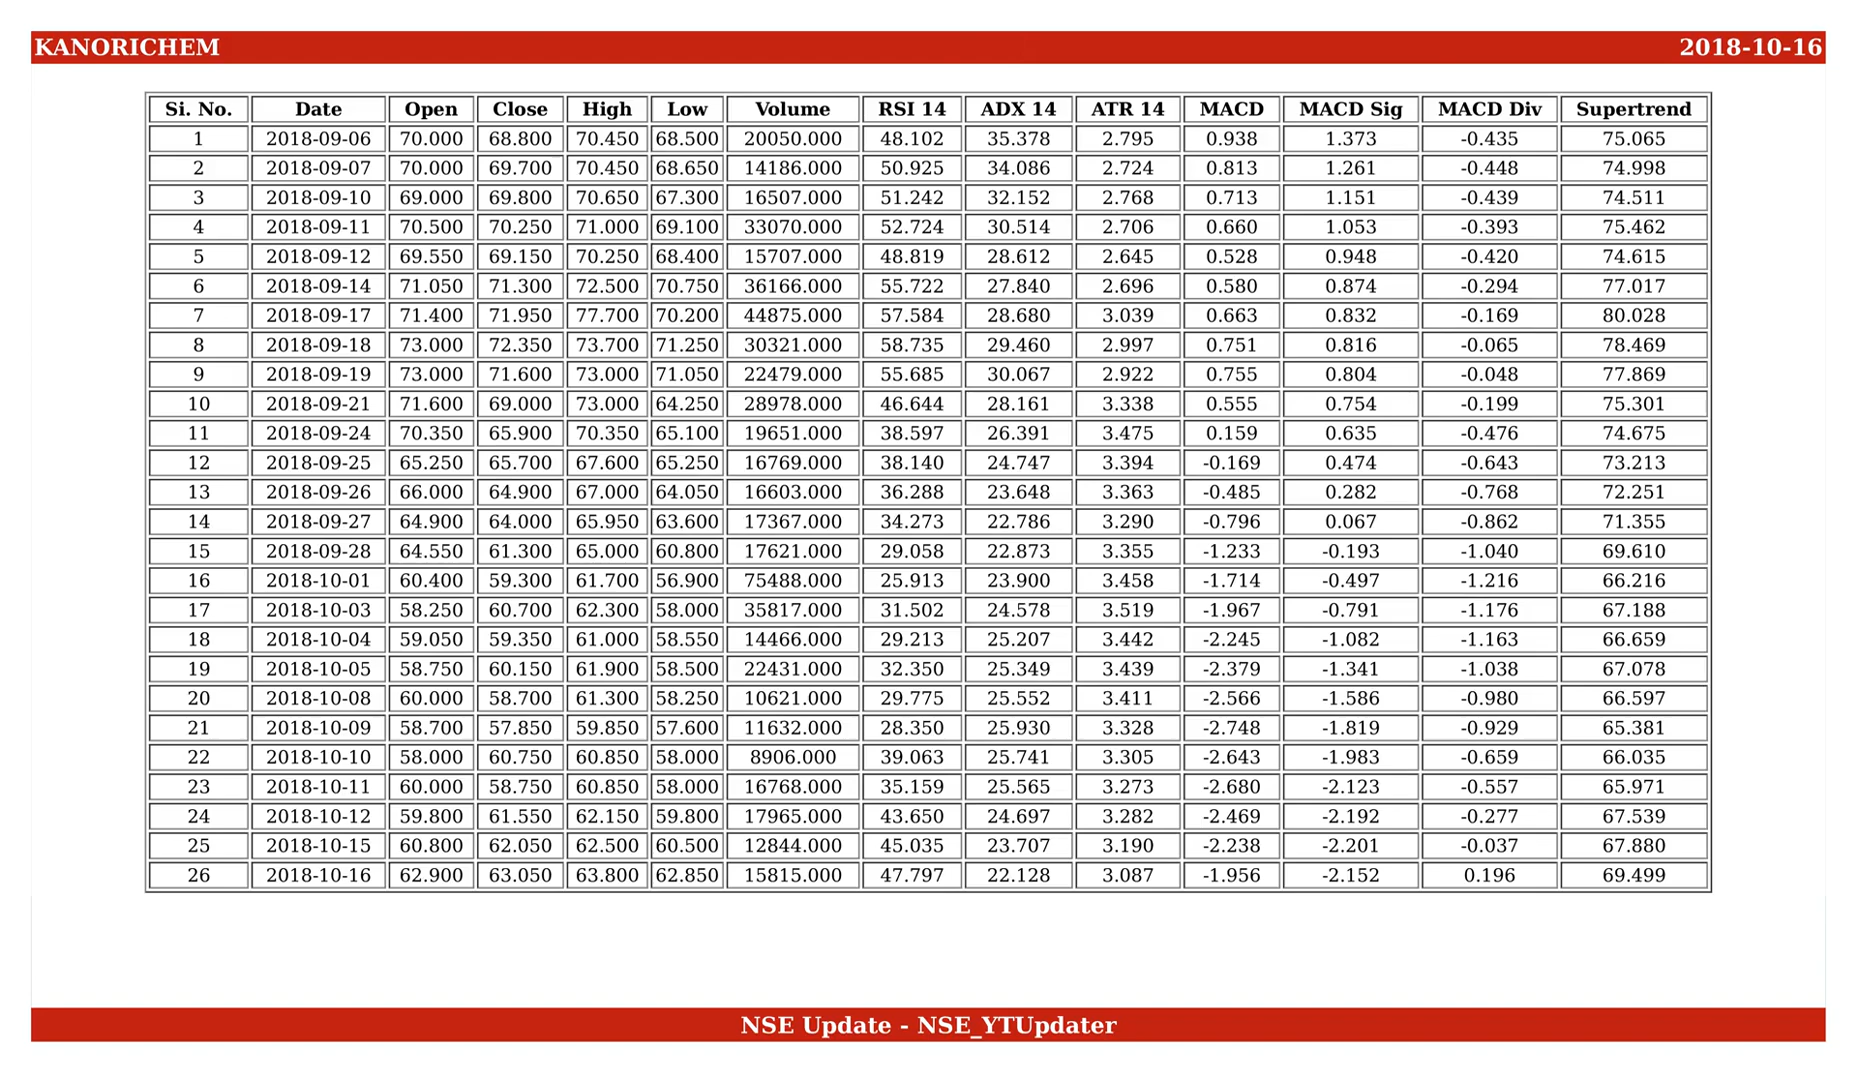 KANORICHEM 2018-10-16
Si. No. Date Open Close High Low Volume RSI 14 ADX 14 ATR 14 MACD MACD Sig MACD Div Supertrend
1 2018-09-06 70.000 68.800 70.450 68.500 20050.000 48.102 35.378 2.795 0.938 1.373 -0.435 75.065
2 2018-09-07 70.000 69.700 70.450 68.650 14186.000 50.925 34.086 2.724 0.813 1.261 -0.448 74.998
3 2018-09-10 69.000 69.800 70.650 67.300 16507.000 51.242 32.152 2.768 0.713 1.151 -0.439 74.511
4 2018-09-11 70.500 70.250 71.000 69.100 33070.000 52.724 30.514 2.706 0.660 1.053 -0.393 75.462
5 2018-09-12 69.550 69.150 70.250 68.400 15707.000 48.819 28.612 2.645 0.528 0.948 -0.420 74.615
6 2018-09-14 71.050 71.300 72.500 70.750 36166.000 55.722 27.840 2.696 0.580 0.874 -0.294 77.017
7 2018-09-17 71.400 71.950 77.700 70.200 44875.000 57.584 28.680 3.039 0.663 0.832 -0.169 80.028
8 2018-09-18 73.000 72.350 73.700 71.250 30321.000 58.735 29.460 2.997 0.751 0.816 -0.065 78.469
9 2018-09-19 73.000 71.600 73.000 71.050 22479.000 55.685 30.067 2.922 0.755 0.804 -0.048 77.869
10 2018-09-21 71.600 69.000 73.000 64.250 28978.000 46.644 28.161 3.338 0.555 0.754 -0.199 75.301
11 2018-09-24 70.350 65.900 70.350 65.100 19651.000 38.597 26.391 3.475 0.159 0.635 -0.476 74.675
12 2018-09-25 65.250 65.700 67.600 65.250 16769.000 38.140 24.747 3.394 -0.169 0.474 -0.643 73.213
13 2018-09-26 66.000 64.900 67.000 64.050 16603.000 36.288 23.648 3.363 -0.485 0.282 -0.768 72.251
14 2018-09-27 64.900 64.000 65.950 63.600 17367.000 34.273 22.786 3.290 -0.796 0.067 -0.862 71.355
15 2018-09-28 64.550 61.300 65.000 60.800 17621.000 29.058 22.873 3.355 -1.233 -0.193 -1.040 69.610
16 2018-10-01 60.400 59.300 61.700 56.900 75488.000 25.913 23.900 3.458 -1.714 -0.497 -1.216 66.216
17 2018-10-03 58.250 60.700 62.300 58.000 35817.000 31.502 24.578 3.519 -1.967 -0.791 -1.176 67.188
18 2018-10-04 59.050 59.350 61.000 58.550 14466.000 29.213 25.207 3.442 -2.245 -1.082 -1.163 66.659
19 2018-10-05 58.750 60.150 61.900 58.500 22431.000 32.350 25.349 3.439 -2.379 -1.341 -1.038 67.078
20 2018-10-08 60.000 58.700 61.300 58.250 10621.000 29.775 25.552 3.411 -2.566 -1.586 -0.980 66.597
21 2018-10-09 58.700 57.850 59.850 57.600 11632.000 28.350 25.930 3.328 -2.748 -1.819 -0.929 65.381
22 2018-10-10 58.000 60.750 60.850 58.000 8906.000 39.063 25.741 3.305 -2.643 -1.983 -0.659 66.035
23 2018-10-11 60.000 58.750 60.850 58.000 16768.000 35.159 25.565 3.273 -2.680 -2.123 -0.557 65.971
24 2018-10-12 59.800 61.550 62.150 59.800 17965.000 43.650 24.697 3.282 -2.469 -2.192 -0.277 67.539
25 2018-10-15 60.800 62.050 62.500 60.500 12844.000 45.035 23.707 3.190 -2.238 -2.201 -0.037 67.880
26 2018-10-16 62.900 63.050 63.800 62.850 15815.000 47.797 22.128 3.087 -1.956 -2.152 0.196 69.499
NSE Update - NSE_YTUpdater